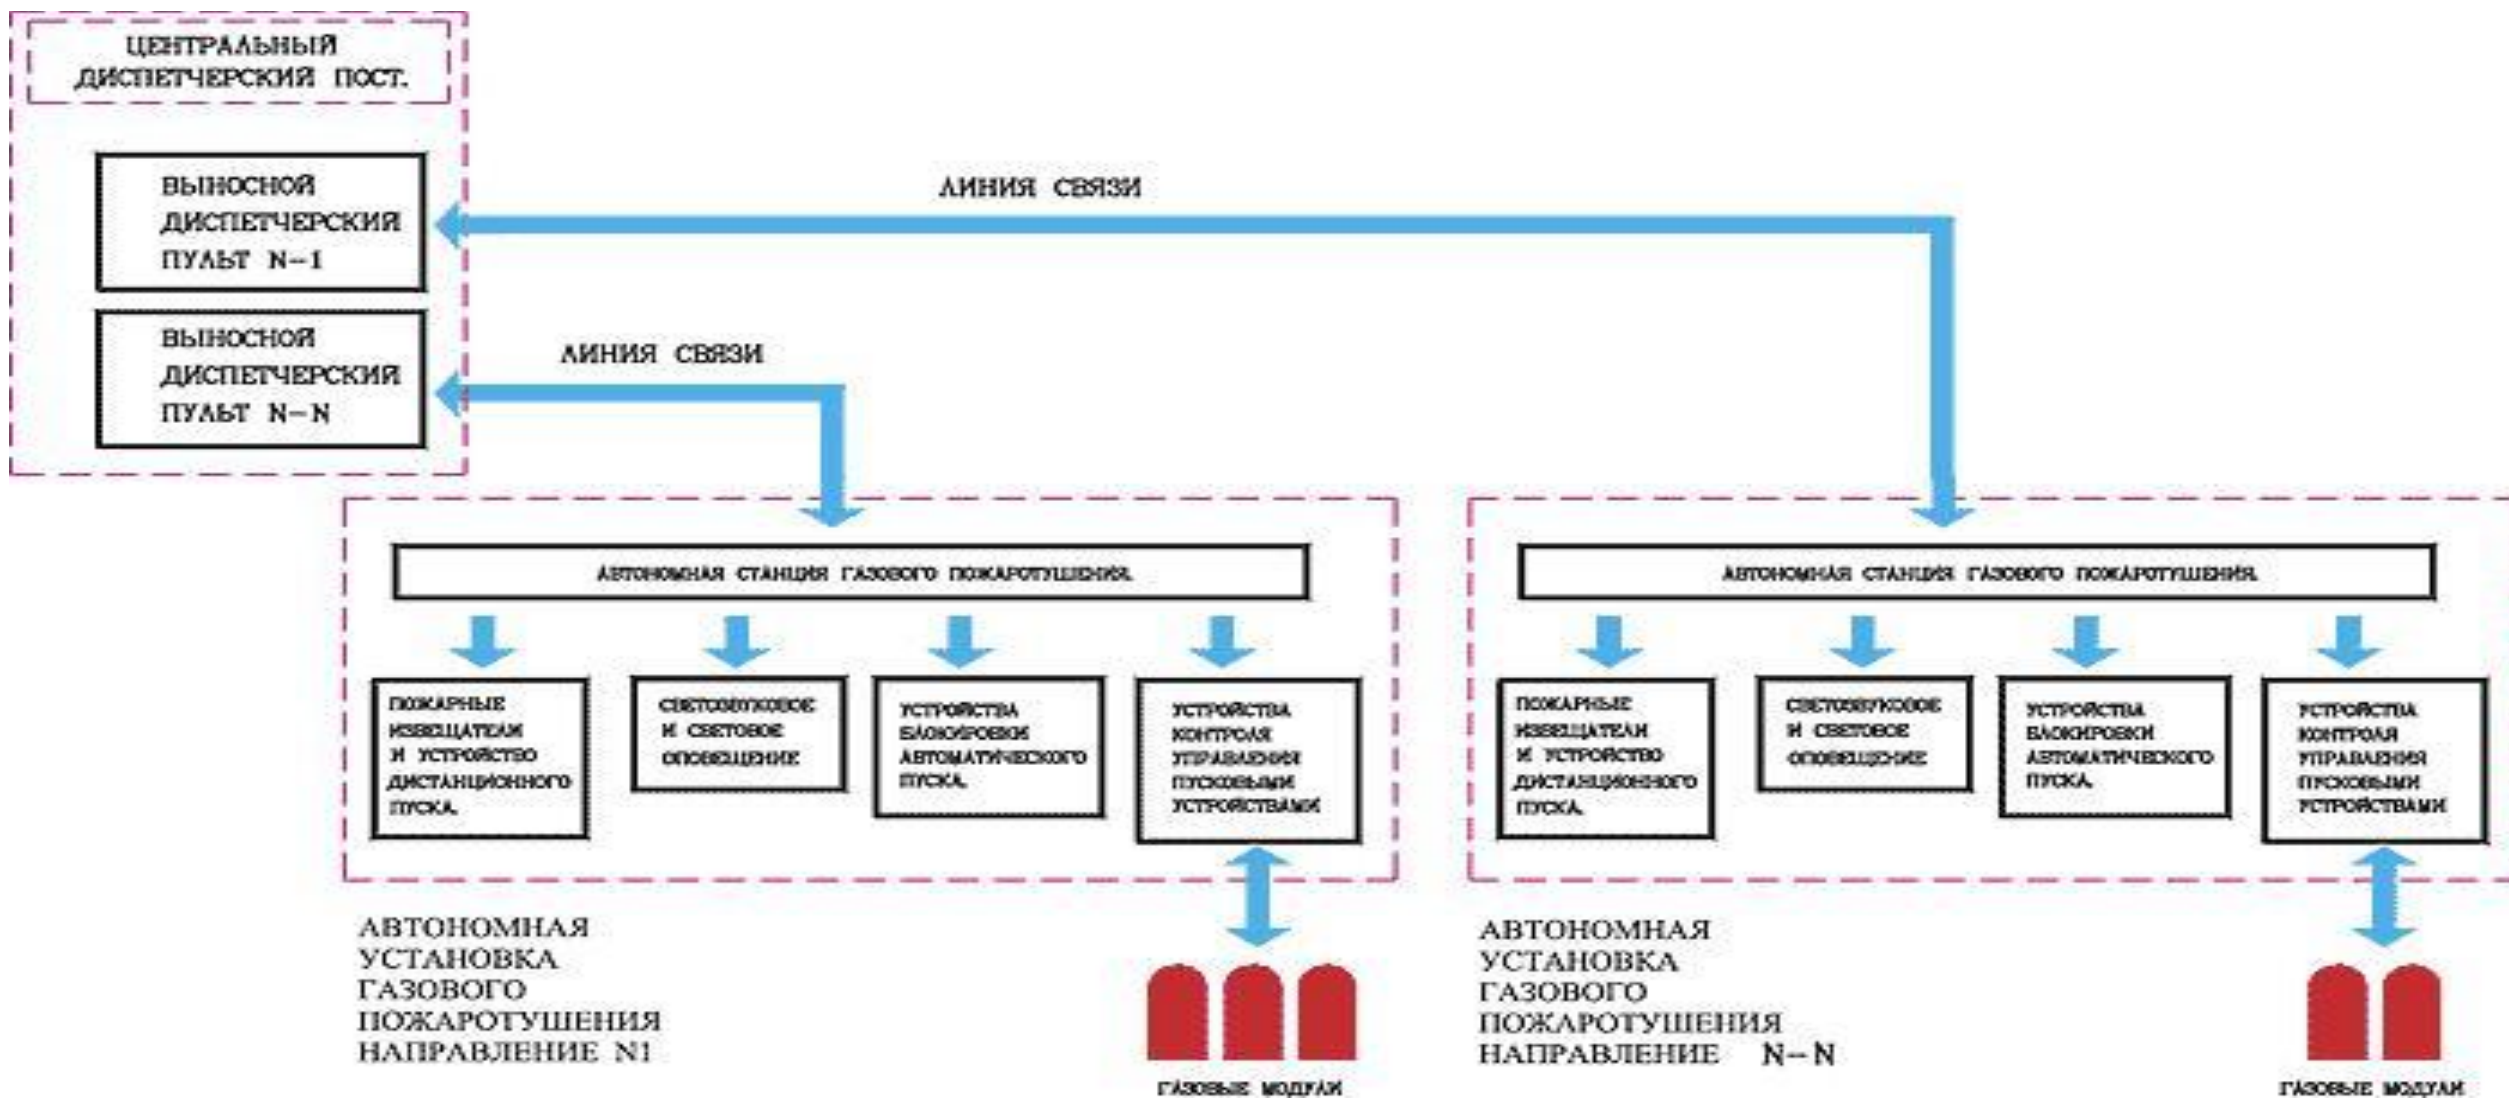 ЦЕНТРАЛЬНЫЙ
ДИСПЕТЧЕРСКИЙ ПОСТ.
ВЫНОСНОЙ
ДИСПЕТЧЕРСКИЙ
ПУЛЬТ N-1
ЛИНИЯ СВЯЗИ
ВЫНОСНОЙ
ДИСПЕТЧЕРСКИЙ
ПУЛЬТ N-N
ЛИНИЯ СВЯЗИ
АВТОНОМНАЯ СТАНЦИЯ ГАЗОВОГО ПОЖАРОТУШЕНИЯ.
ПОЖАРНЫЕ
ИЗВЕЩАТЕЛИ
И УСТРОЙСТВО
ДИСТАНЦИОННОГО
ПУСКА.
СВЕТОЗВУКОВОЕ
И СВЕТОВОЕ
ОПОВЕЩЕНИЕ
УСТРОЙСТВА
БЛОКИРОВКИ
АВТОМАТИЧЕСКОГО
ПУСКА.
УСТРОЙСТВА
КОНТРОЛЯ
УПРАВЛЕНИЯ
ПУСКОВЫМИ
УСТРОЙСТВАМИ
АВТОНОМНАЯ
УСТАНОВКА
ГАЗОВОГО
ПОЖАРОТУШЕНИЯ
НАПРАВЛЕНИЕ N1
ГАЗОВЫЕ МОДУЛИ
АВТОНОМНАЯ СТАНЦИЯ ГАЗОВОГО ПОЖАРОТУШЕНИЯ.
ПОЖАРНЫЕ
ИЗВЕЩАТЕЛИ
И УСТРОЙСТВО
ДИСТАНЦИОННОГО
ПУСКА.
СВЕТОЗВУКОВОЕ
И СВЕТОВОЕ
ОПОВЕЩЕНИЕ
УСТРОЙСТВА
БЛОКИРОВКИ
АВТОМАТИЧЕСКОГО
ПУСКА.
УСТРОЙСТВА
КОНТРОЛЯ
УПРАВЛЕНИЯ
ПУСКОВЫМИ
УСТРОЙСТВАМИ
АВТОНОМНАЯ
УСТАНОВКА
ГАЗОВОГО
ПОЖАРОТУШЕНИЯ
НАПРАВЛЕНИЕ N-N
ГАЗОВЫЕ МОДУЛИ